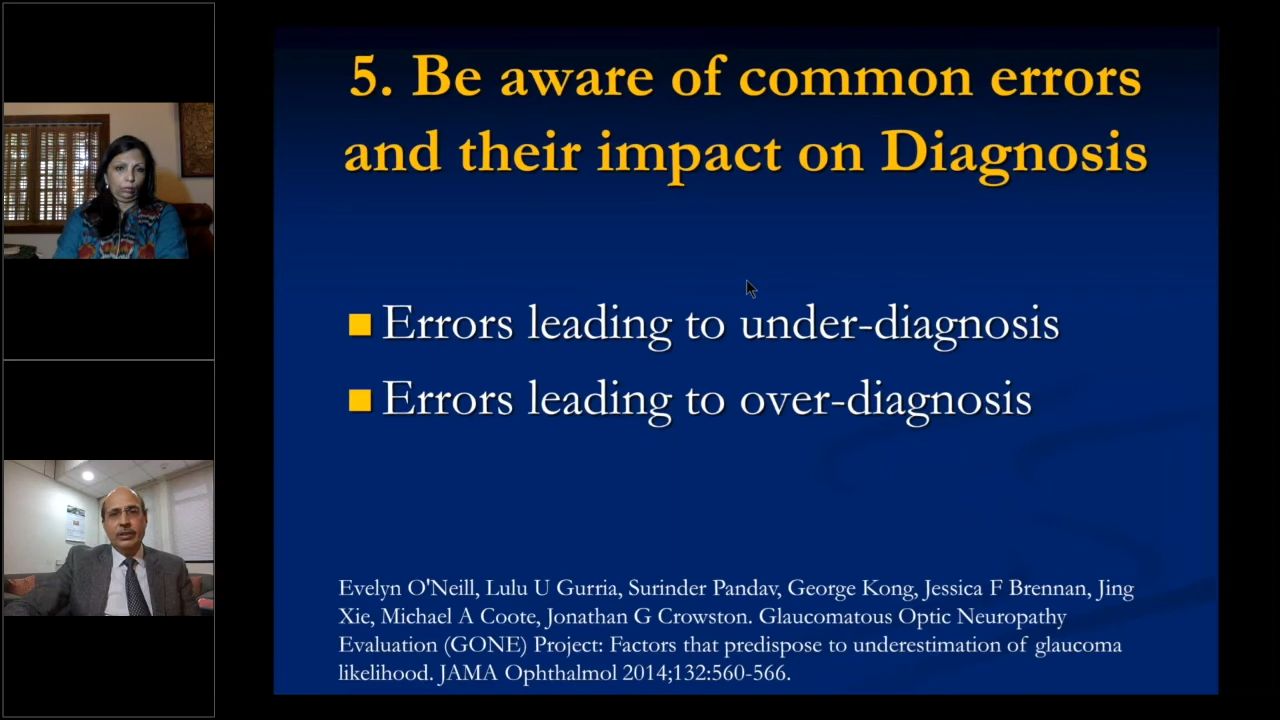 5. Be aware of common errors
and their impact on Diagnosis
Errors leading to under-diagnosis
Errors leading to over-diagnosis
Evelyn O'Neill, Lulu U Gurria, Surinder Pandav, George Kong, Jessica F Brennan, Jing
Xie, Michael A Coote, Jonathan G Crowston. Glaucomatous Optic Neuropathy
Evaluation (GONE) Project: Factors that predispose to underestimation of glaucoma
likelihood. JAMA Ophthalmol 2014;132:560-566.